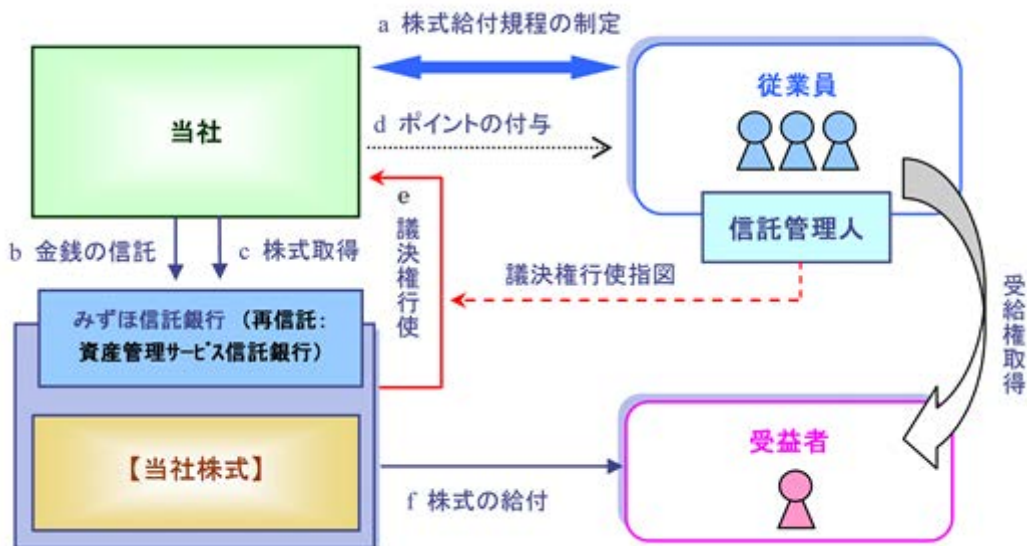 a 株式給付規程の制定
従業員
当社
d ポイントの付与
e 議決権行使
信託管理人
b 金銭の信託
c 株式取得
議決権行使指図
受給権取得
みずほ信託銀行 (再信託:
資産管理サービス信託銀行)
【当社株式】
受益者
f 株式の給付